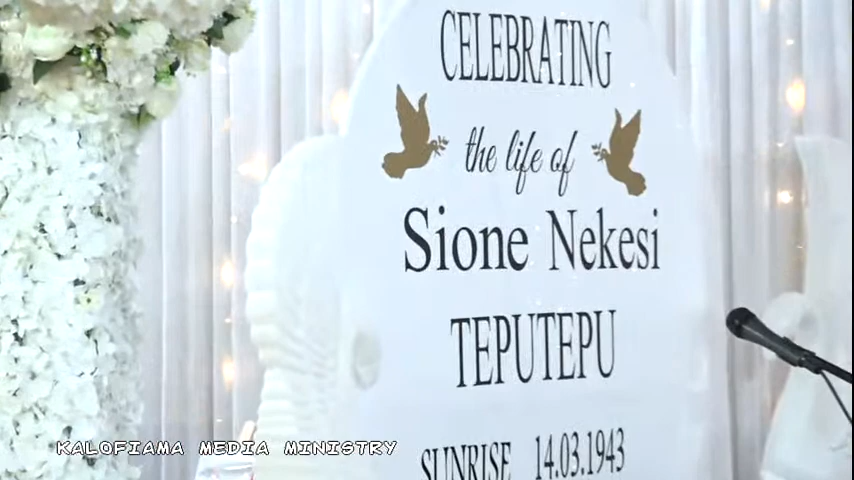 CELEBRATING
the life of
Sione Nekesi
TEPUTEPU
SUNRISE 14.03.1943
KALOFIAMA MEDIA MINISTRY